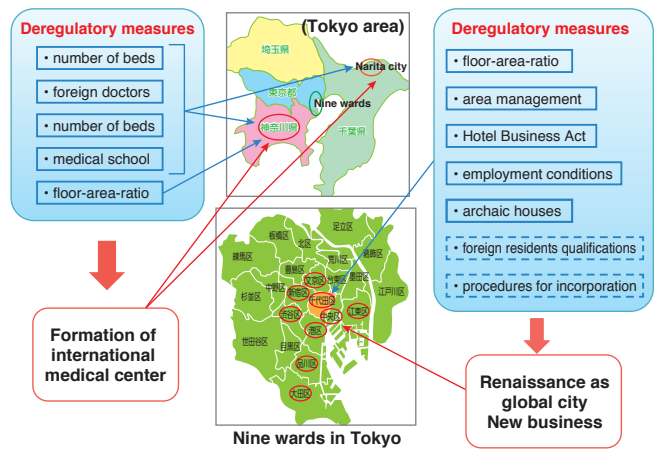 Deregulatory measures
・number of beds
・foreign doctors
・number of beds
・medical school
・floor-area-ratio
Formation of
international
medical center
(Tokyo area)
埼玉県
Narita city
東京都
Nine wards
神奈川県
千葉県
足立区
板橋区
北区
葛飾区
練馬区
荒川区
豊島区
墨田区
文京区
台東区
中野区
新宿区
江戸川区
杉並区
千代田区
渋谷区
中央区
江東区
港区
世田谷区
目黒区
品川区
大田区
Nine wards in Tokyo
Deregulatory measures
・floor-area-ratio
・area management
・Hotel Business Act
・employment conditions
・archaic houses
・foreign residents qualifications
・procedures for incorporation
Renaissance as
global city
New business